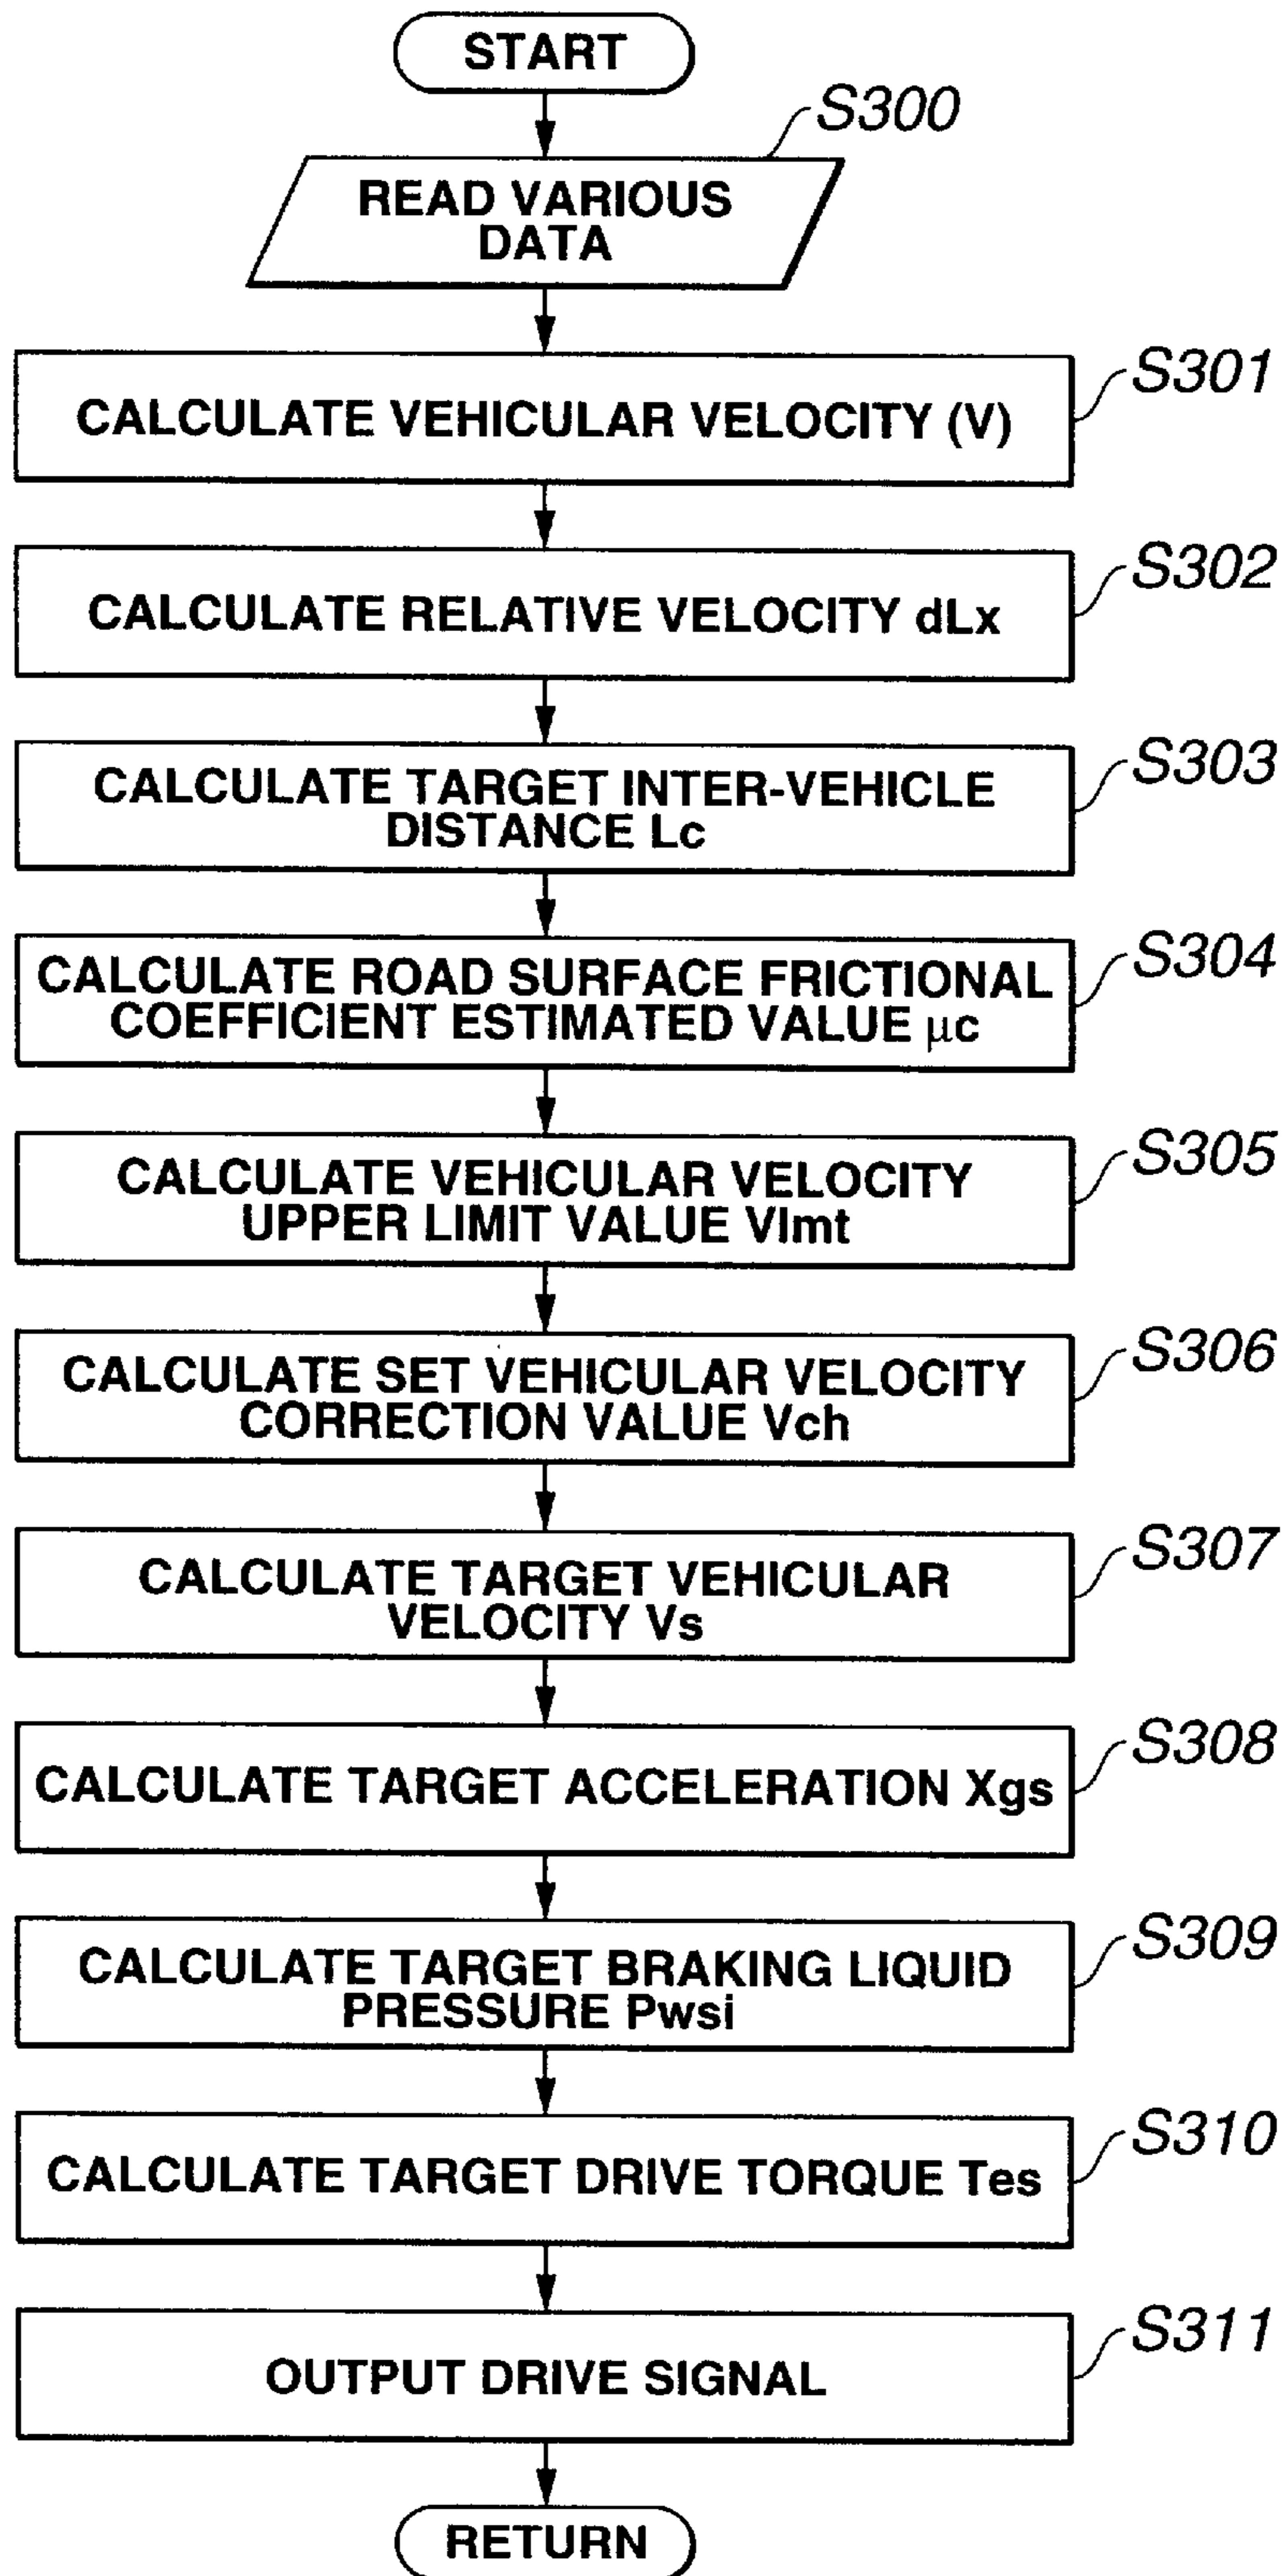 START
S300
READ VARIOUS
DATA
S301
CALCULATE VEHICULAR VELOCITY (V)
S302
CALCULATE RELATIVE VELOCITY dLx
S303
CALCULATE TARGET INTER-VEHICLE
DISTANCE Lc
S304
CALCULATE ROAD SURFACE FRICTIONAL
COEFFICIENT ESTIMATED VALUE μc
S305
CALCULATE VEHICULAR VELOCITY
UPPER LIMIT VALUE Vlmt
S306
CALCULATE SET VEHICULAR VELOCITY
CORRECTION VALUE Vch
S307
CALCULATE TARGET VEHICULAR
VELOCITY Vs
S308
CALCULATE TARGET ACCELERATION Xgs
S309
CALCULATE TARGET BRAKING LIQUID
PRESSURE Pwsi
S310
CALCULATE TARGET DRIVE TORQUE Tes
S311
OUTPUT DRIVE SIGNAL
RETURN